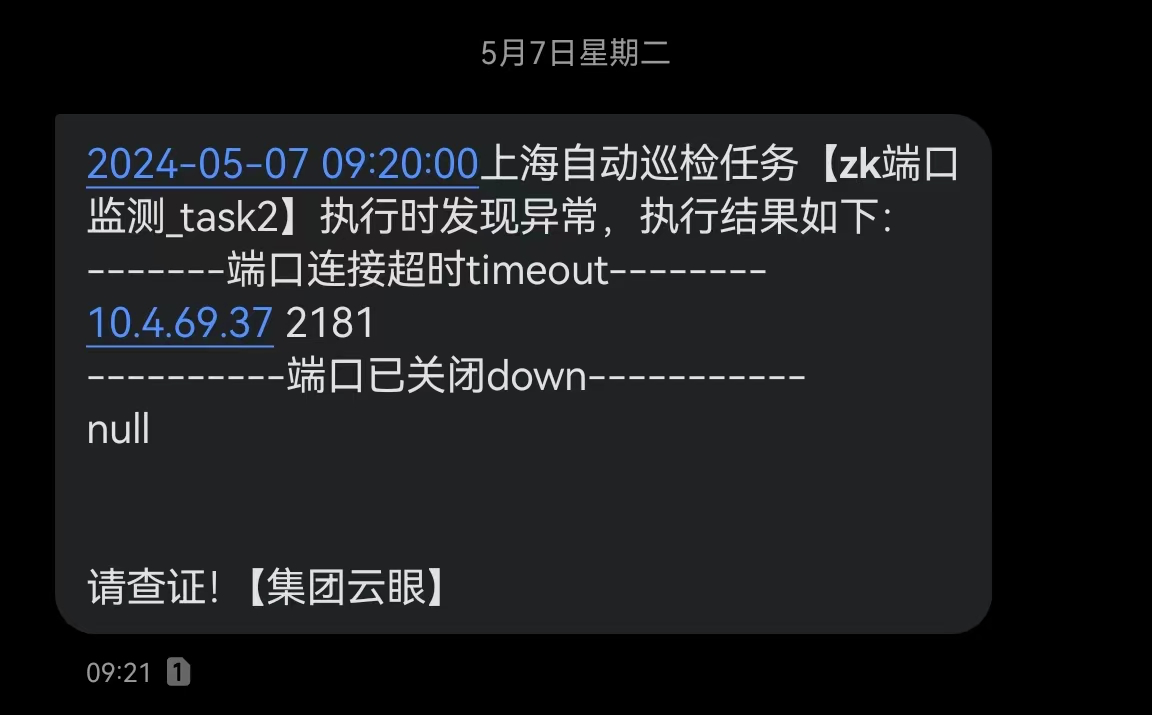 5月7日星期二
2024-05-07 09:20:00上海自动巡检任务【zk端口
监测_task2】执行时发现异常，执行结果如下：
-------端口连接超时timeout--------
10.4.69.37 2181
----------端口已关闭down-----------
null
请查证！【集团云眼】
09:21 1